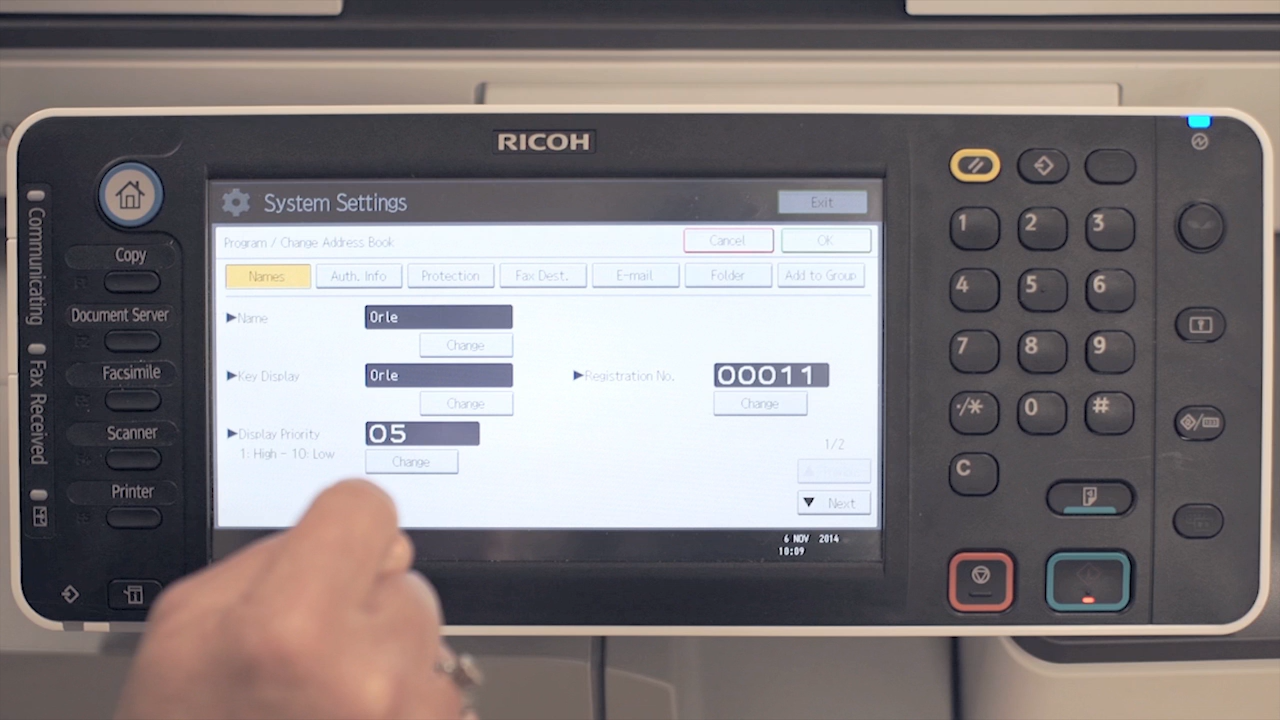 RICOH
System Settings Exit
Program / Change Address Book Cancel OK
Names Auth. Info Protection Fax Dest. E-mail Folder Add to Group
▶Name Orle
Change
▶Key Display Orle ▶Registration No. 00011
Change Change
▶Display Priority 05
1: High - 10: Low Change
1/2
▼ Next
6 NOV 2014
10:09
Communicating
Fax Received
Copy
Document Server
Facsimile
Scanner
Printer
1 2 3
4 5 6
7 8 9
./* 0 #
C